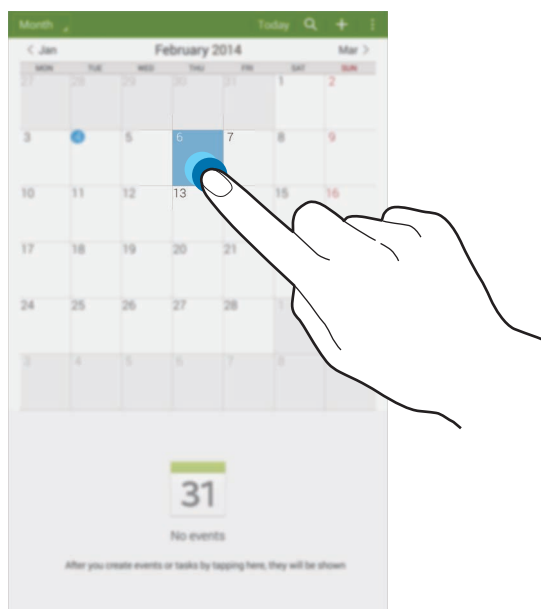 Month Today
Jan February 2014 Mar
MON TUE WED THU FRI SAT SUN
27 28 29 30 31 1 2
3 4 5 6 7 8 9
10 11 12 13 15 16
17 18 19 20 21
24 25 26 27 28 1
3 4 5 6 7 8
31
No events
After you create events or tasks by tapping here, they will be shown